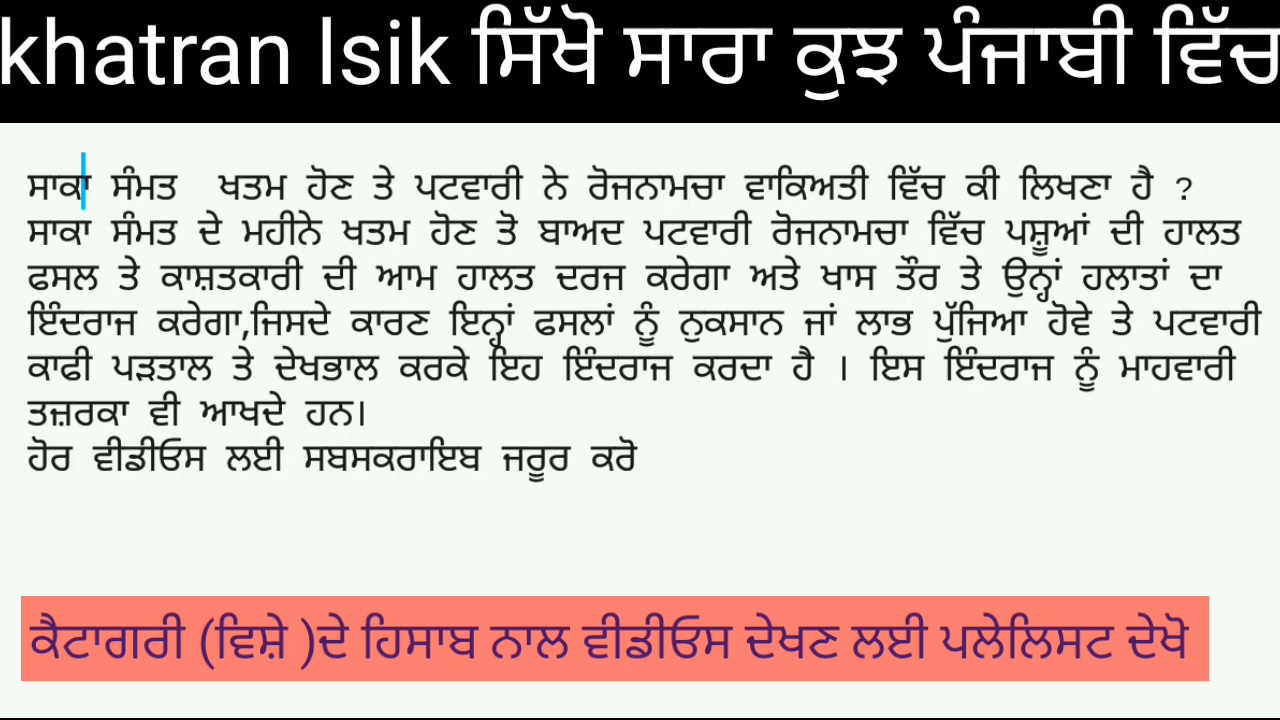 khatran lsik ਸਿੱਖੋ ਸਾਰਾ ਕੁਝ ਪੰਜਾਬੀ ਵਿੱਚ
ਸਾਕਾ ਸੰਮਤ ਖਤਮ ਹੋਣ ਤੇ ਪਟਵਾਰੀ ਨੇ ਰੋਜਨਾਮਚਾ ਵਾਕਿਅਤੀ ਵਿੱਚ ਕੀ ਲਿਖਣਾ ਹੈ ?
ਸਾਕਾ ਸੰਮਤ ਦੇ ਮਹੀਨੇ ਖਤਮ ਹੋਣ ਤੋ ਬਾਅਦ ਪਟਵਾਰੀ ਰੋਜਨਾਮਚਾ ਵਿੱਚ ਪਸ਼ੂਆਂ ਦੀ ਹਾਲਤ
ਫਸਲ ਤੇ ਕਾਸ਼ਤਕਾਰੀ ਦੀ ਆਮ ਹਾਲਤ ਦਰਜ ਕਰੇਗਾ ਅਤੇ ਖਾਸ ਤੌਰ ਤੇ ਉਨ੍ਹਾਂ ਹਲਾਤਾਂ ਦਾ
ਇੰਦਰਾਜ ਕਰੇਗਾ,ਜਿਸਦੇ ਕਾਰਣ ਇਨ੍ਹਾਂ ਫਸਲਾਂ ਨੂੰ ਨੁਕਸਾਨ ਜਾਂ ਲਾਭ ਪੁੱਜਿਆ ਹੋਵੇ ਤੇ ਪਟਵਾਰੀ
ਕਾਫੀ ਪੜਤਾਲ ਤੇ ਦੇਖਭਾਲ ਕਰਕੇ ਇਹ ਇੰਦਰਾਜ ਕਰਦਾ ਹੈ । ਇਸ ਇੰਦਰਾਜ ਨੂੰ ਮਾਹਵਾਰੀ
ਤਜ਼ਰਕਾ ਵੀ ਆਖਦੇ ਹਨ।
ਹੋਰ ਵੀਡੀਓਸ ਲਈ ਸਬਸਕਰਾਇਬ ਜਰੂਰ ਕਰੋ
ਕੈਟਾਗਰੀ (ਵਿਸ਼ੇ )ਦੇ ਹਿਸਾਬ ਨਾਲ ਵੀਡੀਓਸ ਦੇਖਣ ਲਈ ਪਲੇਲਿਸਟ ਦੇਖੋ